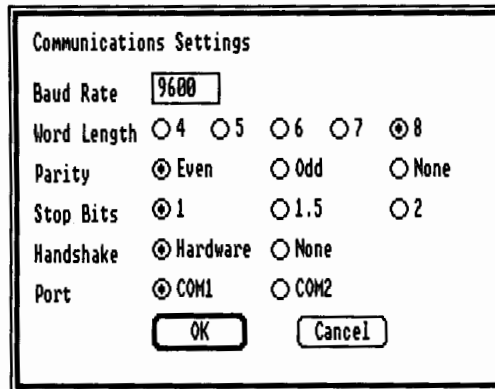 Communications Settings
Baud Rate 9600
Word Length 4 5 6 7 8
Parity Even Odd None
Stop Bits 1 1.5 2
Handshake Hardware None
Port COM1 COM2
OK Cancel